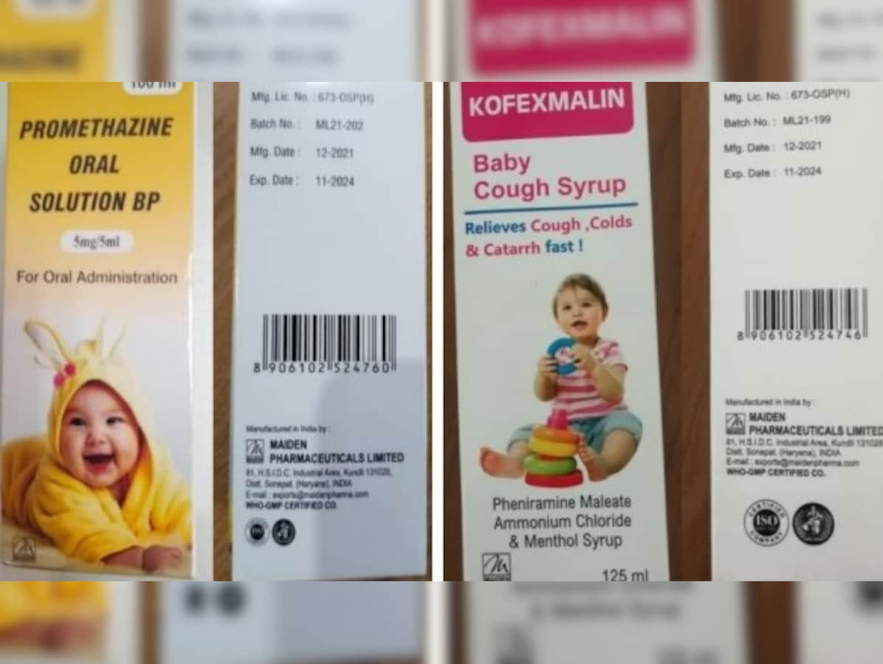 100 ml
PROMETHAZINE
ORAL
SOLUTION BP
5mg/5ml
For Oral Administration
Mfg. Lic. No. : 673-OSP(H)
Batch No. : ML21-202
Mfg. Date : 12-2021
Exp. Date : 11-2024
8 906102 524760
Manufactured in India by :
MAIDEN
PHARMACEUTICALS LIMITED
81, H.S.I.D.C. Industrial Area, Kundli 131028,
Distt. Sonepat, (Haryana), INDIA
E-mail : exports@maidenpharma.com
WHO-GMP CERTIFIED CO.
ISO
KOFEXMALIN
KOFEXMALIN
Baby
Cough Syrup
Relieves Cough ,Colds
& Catarrh fast !
Pheniramine Maleate
Ammonium Chloride
& Menthol Syrup
125 ml
Mfg. Lic. No. : 673-OSP(H)
Batch No. : ML21-199
Mfg. Date : 12-2021
Exp. Date : 11-2024
8 906102 524746
Manufactured in India by :
MAIDEN
PHARMACEUTICALS LIMITED
81, H.S.I.D.C. Industrial Area, Kundli 131028,
Distt. Sonepat, (Haryana), INDIA
E-mail : exports@maidenpharma.com
WHO-GMP CERTIFIED CO.
CERTIFIED
ISO
COMPANY